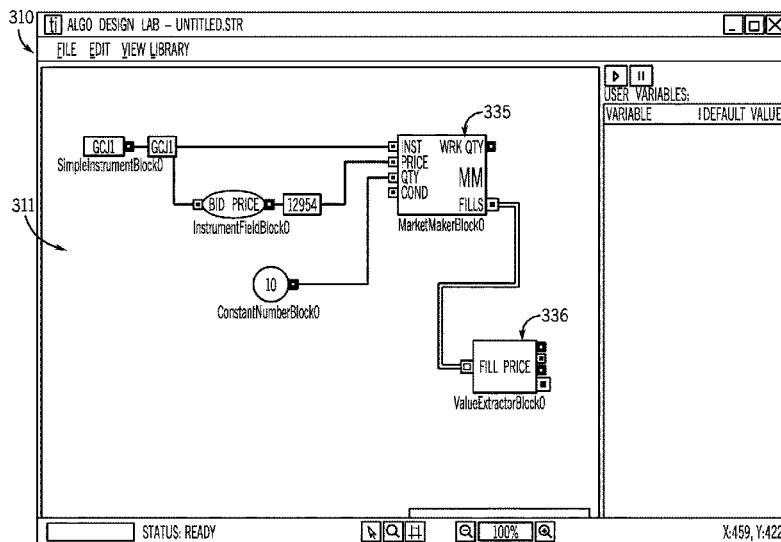 310
tj ALGO DESIGN LAB – UNTITLED.STR
FILE EDIT VIEW LIBRARY
USER VARIABLES:
VARIABLE DEFAULT VALUE
335
GCJ1 GCJ1
SimpleInstrumentBlock0
INST WRK QTY
PRICE
QTY MM
COND
FILLS
MarketMakerBlock0
311
BID PRICE 12954
InstrumentFieldBlock0
10
ConstantNumberBlock0
336
FILL PRICE
ValueExtractorBlock0
STATUS: READY 100% X:459, Y:422